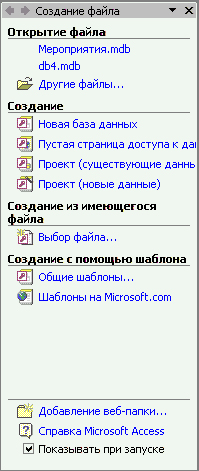 Создание файла
Открытие файла
Мероприятия.mdb
db4.mdb
Другие файлы...
Создание
Новая база данных
Пустая страница доступа к да
Проект (существующие данны
Проект (новые данные)
Создание из имеющегося
файла
Выбор файла...
Создание с помощью шаблона
Общие шаблоны...
Шаблоны на Microsoft.com
Добавление веб-папки...
Справка Microsoft Access
Показывать при запуске